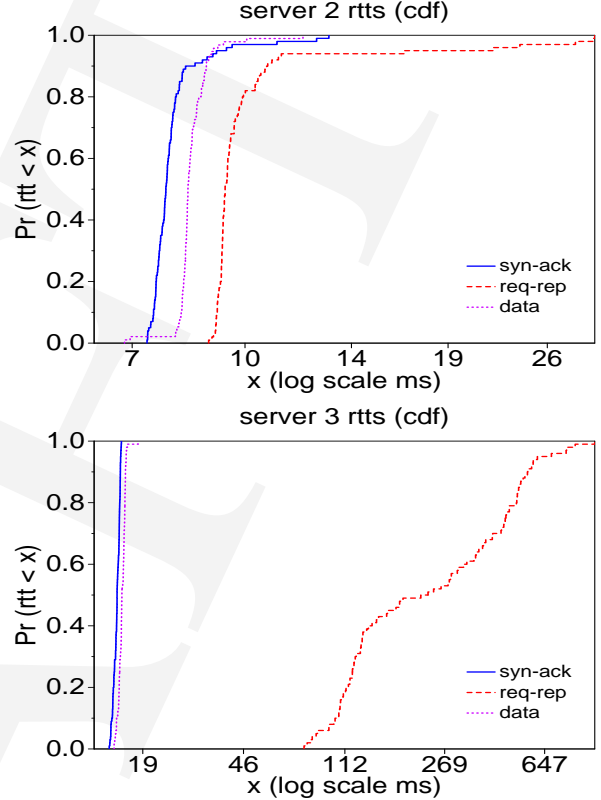 server 2 rtts (cdf)
1.0
0.8
0.6
0.4
0.2
0.0
Pr (rtt < x)
syn-ack
req-rep
data
7 10 14 19 26
x (log scale ms)
server 3 rtts (cdf)
1.0
0.8
0.6
0.4
0.2
0.0
Pr (rtt < x)
syn-ack
req-rep
data
19 46 112 269 647
x (log scale ms)